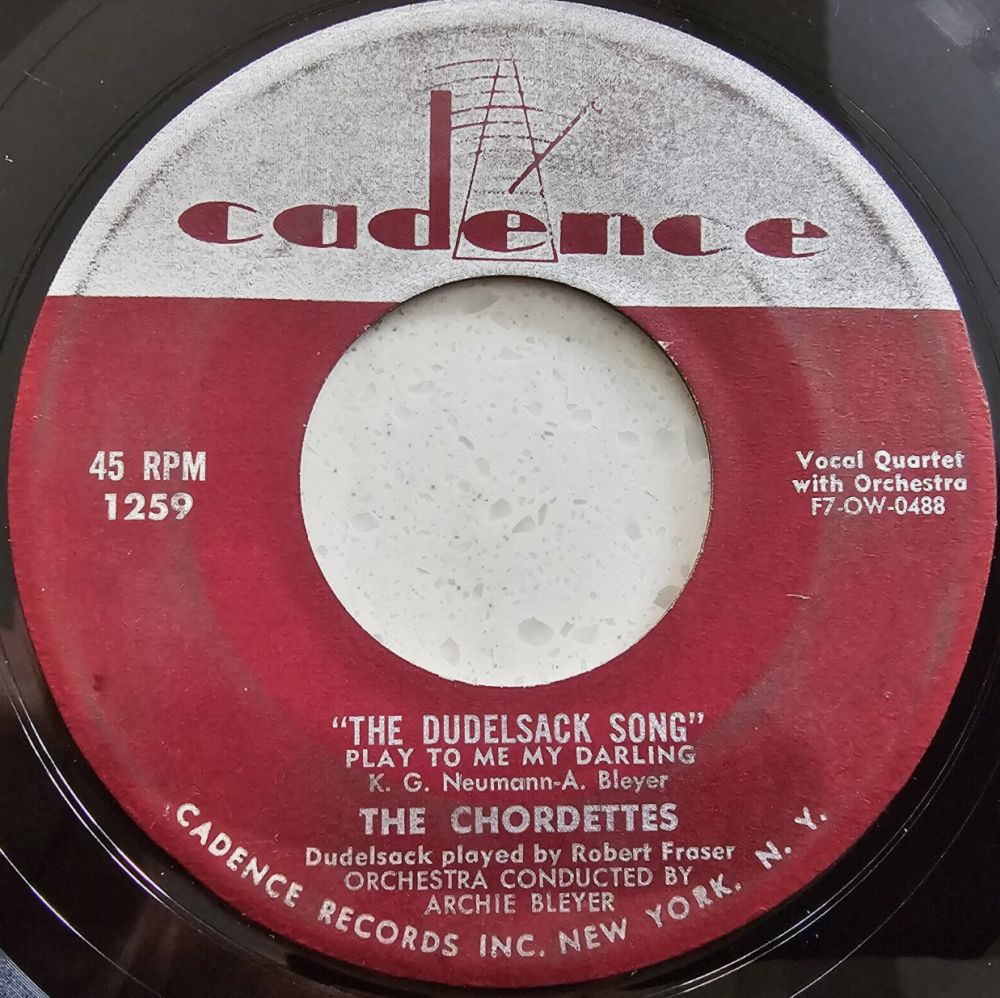 cadence
45 RPM
1259
Vocal Quartet
with Orchestra
F7-OW-0488
"THE DUDELSACK SONG"
PLAY TO ME MY DARLING
K. G. Neumann-A. Bleyer
THE CHORDETTES
Dudelsack played by Robert Fraser
ORCHESTRA CONDUCTED BY
ARCHIE BLEYER
CADENCE RECORDS INC. NEW YORK, N. Y.